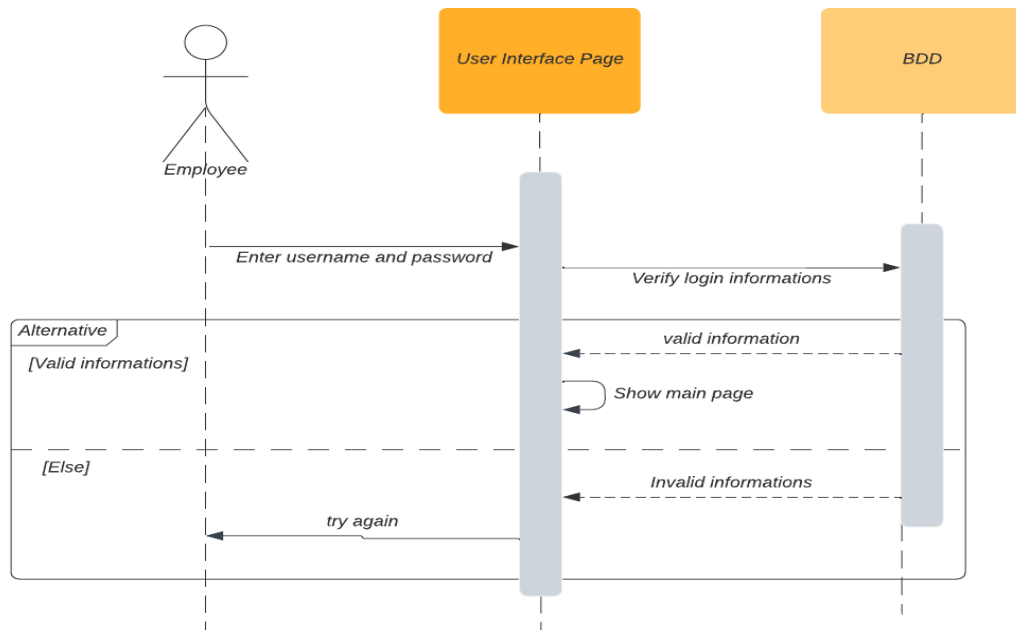 User Interface Page
BDD
Employee
Enter username and password
Verify login informations
Alternative
valid information
[Valid informations]
Show main page
[Else]
Invalid informations
try again